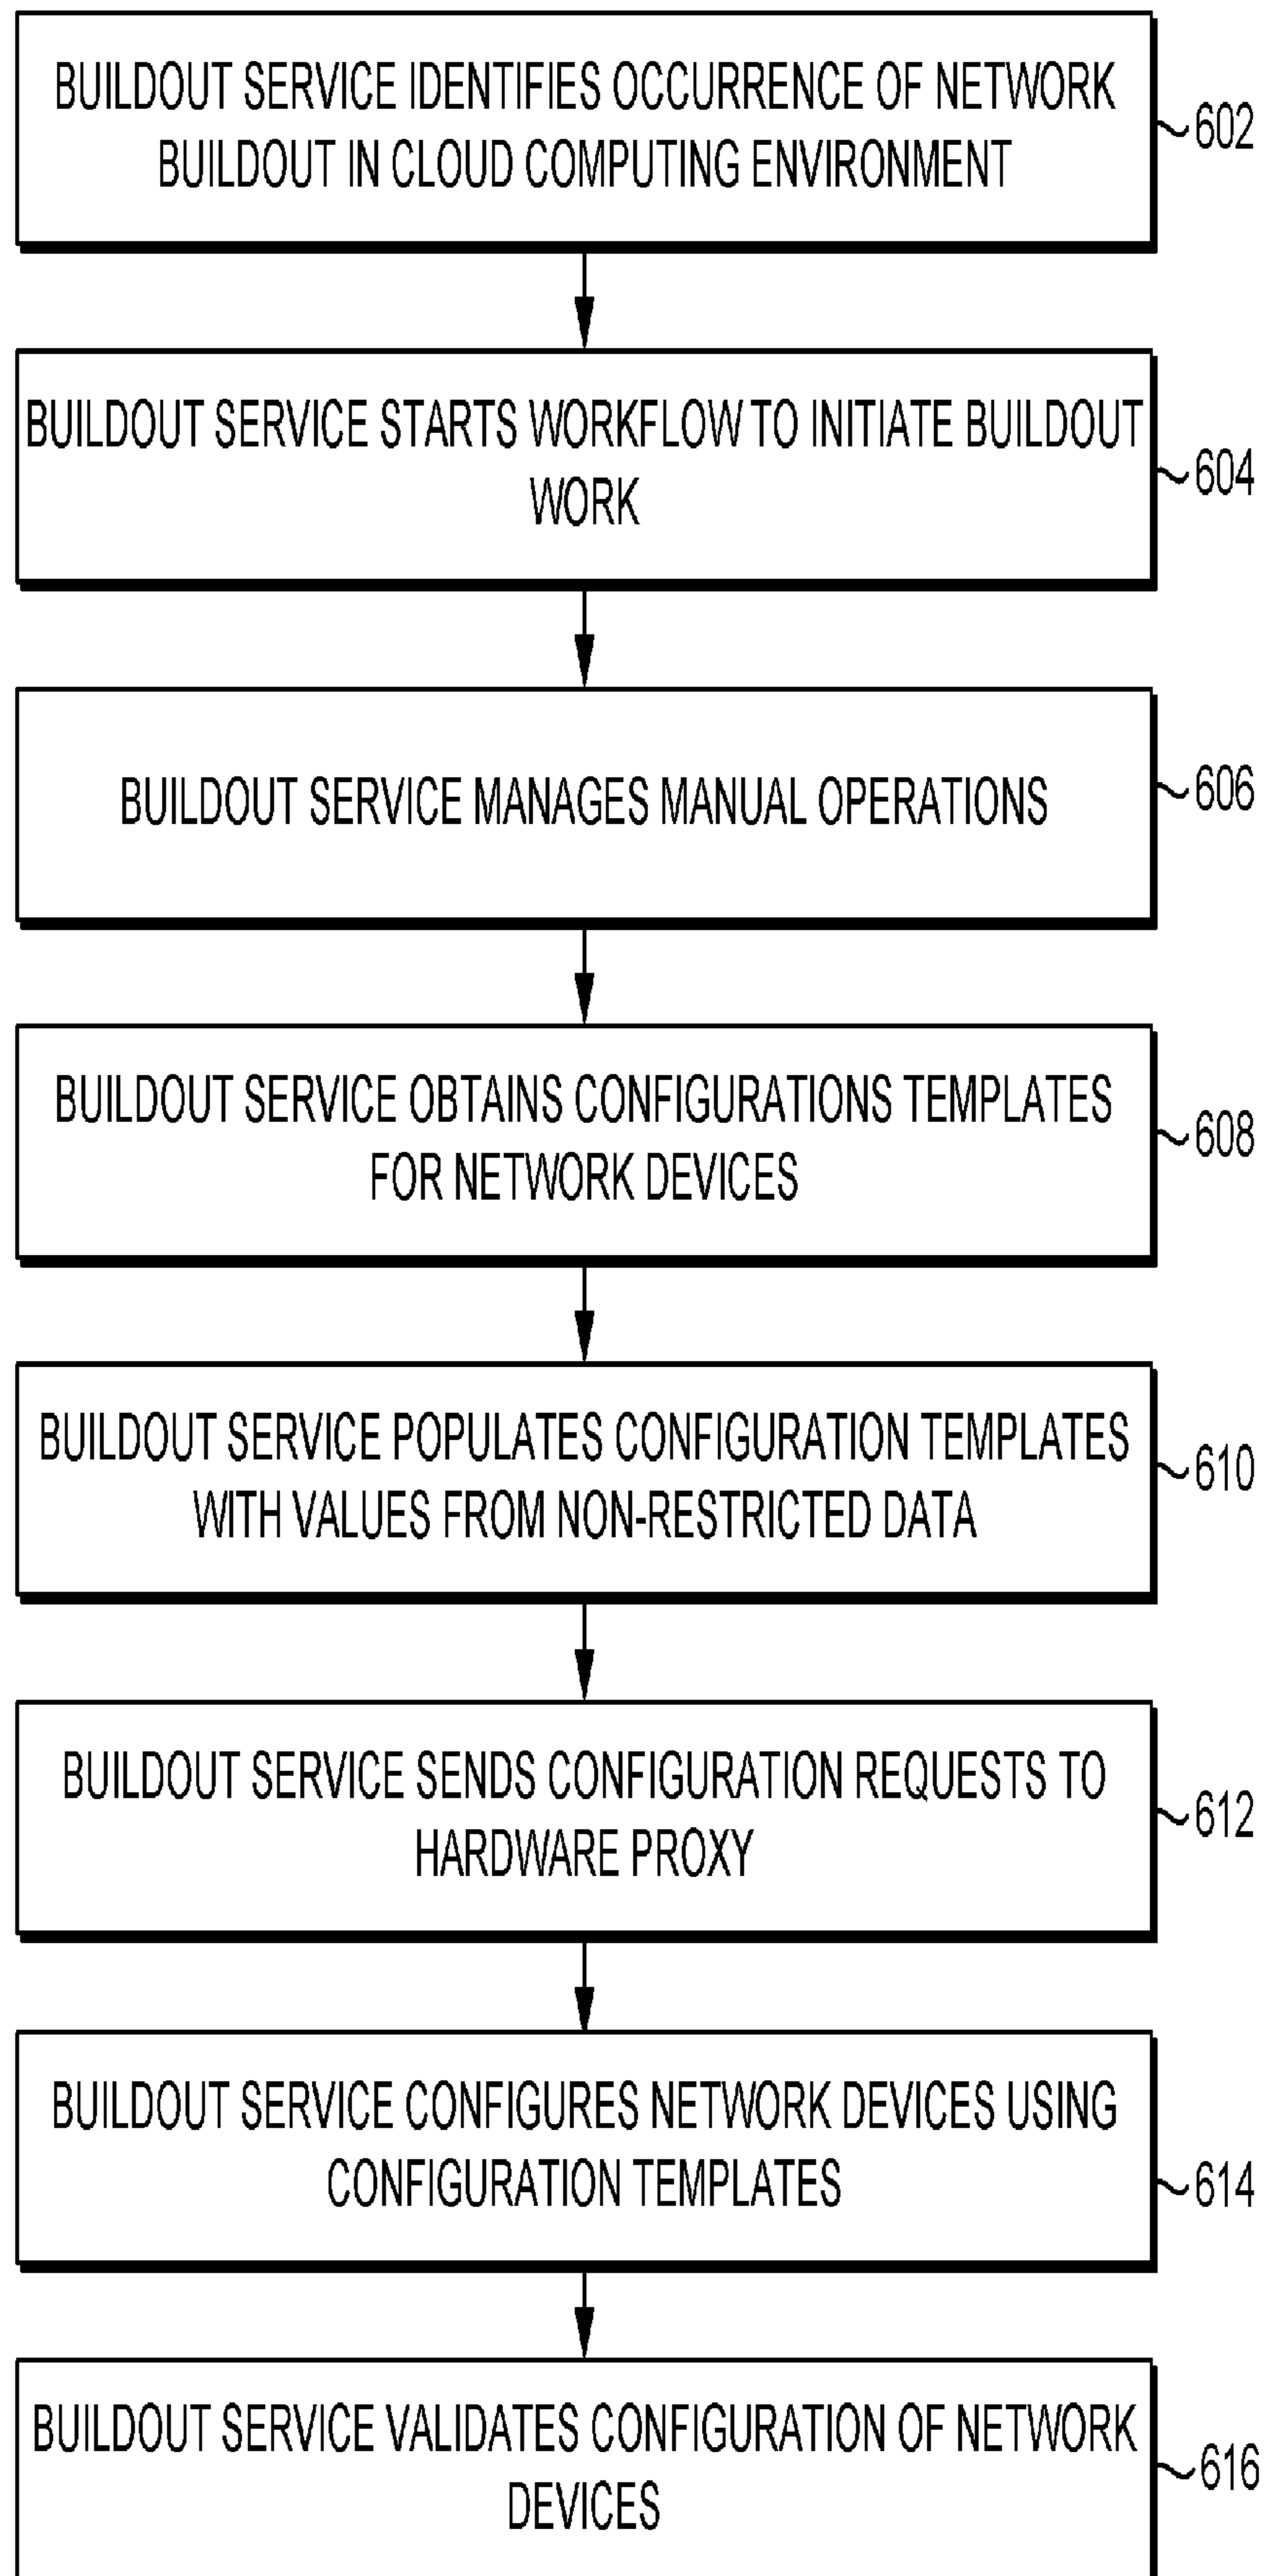 BUILDOUT SERVICE IDENTIFIES OCCURRENCE OF NETWORK
BUILDOUT IN CLOUD COMPUTING ENVIRONMENT
602
BUILDOUT SERVICE STARTS WORKFLOW TO INITIATE BUILDOUT
WORK
604
BUILDOUT SERVICE MANAGES MANUAL OPERATIONS
606
BUILDOUT SERVICE OBTAINS CONFIGURATIONS TEMPLATES
FOR NETWORK DEVICES
608
BUILDOUT SERVICE POPULATES CONFIGURATION TEMPLATES
WITH VALUES FROM NON-RESTRICTED DATA
610
BUILDOUT SERVICE SENDS CONFIGURATION REQUESTS TO
HARDWARE PROXY
612
BUILDOUT SERVICE CONFIGURES NETWORK DEVICES USING
CONFIGURATION TEMPLATES
614
BUILDOUT SERVICE VALIDATES CONFIGURATION OF NETWORK
DEVICES
616